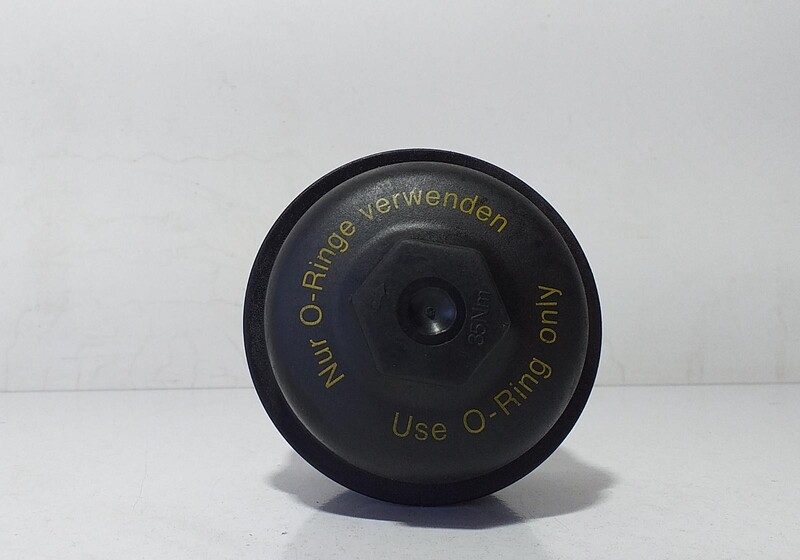 Nur O-Ringe verwenden
Use O-Ring only
35Nm